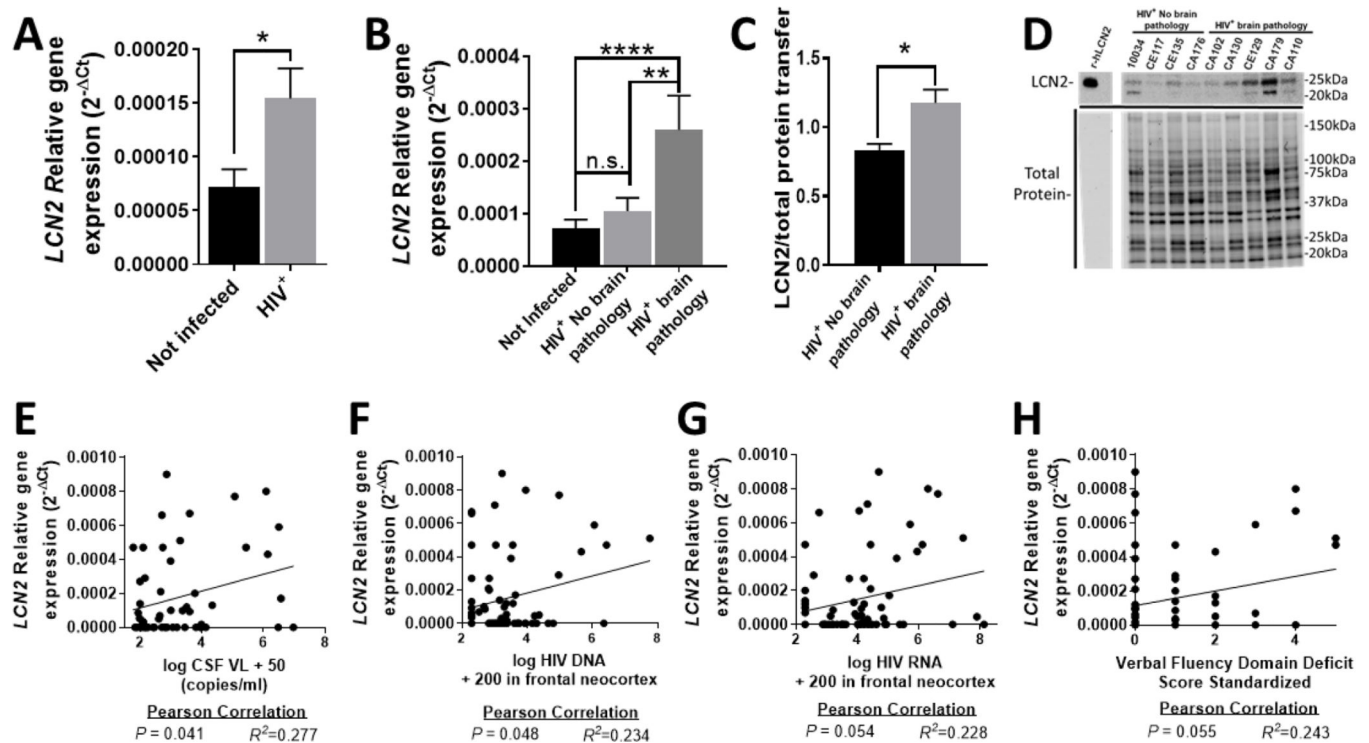 A
LCN2 Relative gene
expression (2^-ΔCt)
0.00020
0.00015
0.00010
0.00005
0.00000
*
Not infected
HIV+
B
LCN2 Relative gene
expression (2^-ΔCt)
0.0004
0.0003
0.0002
0.0001
0.0000
****
**
n.s.
Not Infected
HIV+ No brain
pathology
HIV+ brain
pathology
C
LCN2/total protein transfer
1.5
1.0
0.5
0.0
*
HIV+ No brain
pathology
HIV+ brain
pathology
D
HIV+ No brain
pathology
HIV+ brain pathology
r-hLCN2
10034
CE117
CE135
CA176
CA102
CA130
CE129
CA179
CA110
LCN2-
-25kDa
-20kDa
Total
Protein-
-150kDa
-100kDa
-75kDa
-37kDa
-25kDa
-20kDa
E
LCN2 Relative gene
expression (2^-ΔCt)
0.0010
0.0008
0.0006
0.0004
0.0002
0.0000
2 4 6 8
log CSF VL + 50
(copies/ml)
Pearson Correlation
P = 0.041 R²=0.277
F
LCN2 Relative gene
expression (2^-ΔCt)
0.0010
0.0008
0.0006
0.0004
0.0002
0.0000
2 4 6 8
log HIV DNA
+ 200 in frontal neocortex
Pearson Correlation
P = 0.048 R²=0.234
G
LCN2 Relative gene
expression (2^-ΔCt)
0.0010
0.0008
0.0006
0.0004
0.0002
0.0000
2 4 6 8
log HIV RNA
+ 200 in frontal neocortex
Pearson Correlation
P = 0.054 R²=0.228
H
LCN2 Relative gene
expression (2^-ΔCt)
0.0010
0.0008
0.0006
0.0004
0.0002
0.0000
0 2 4
Verbal Fluency Domain Deficit
Score Standardized
Pearson Correlation
P = 0.055 R²=0.243